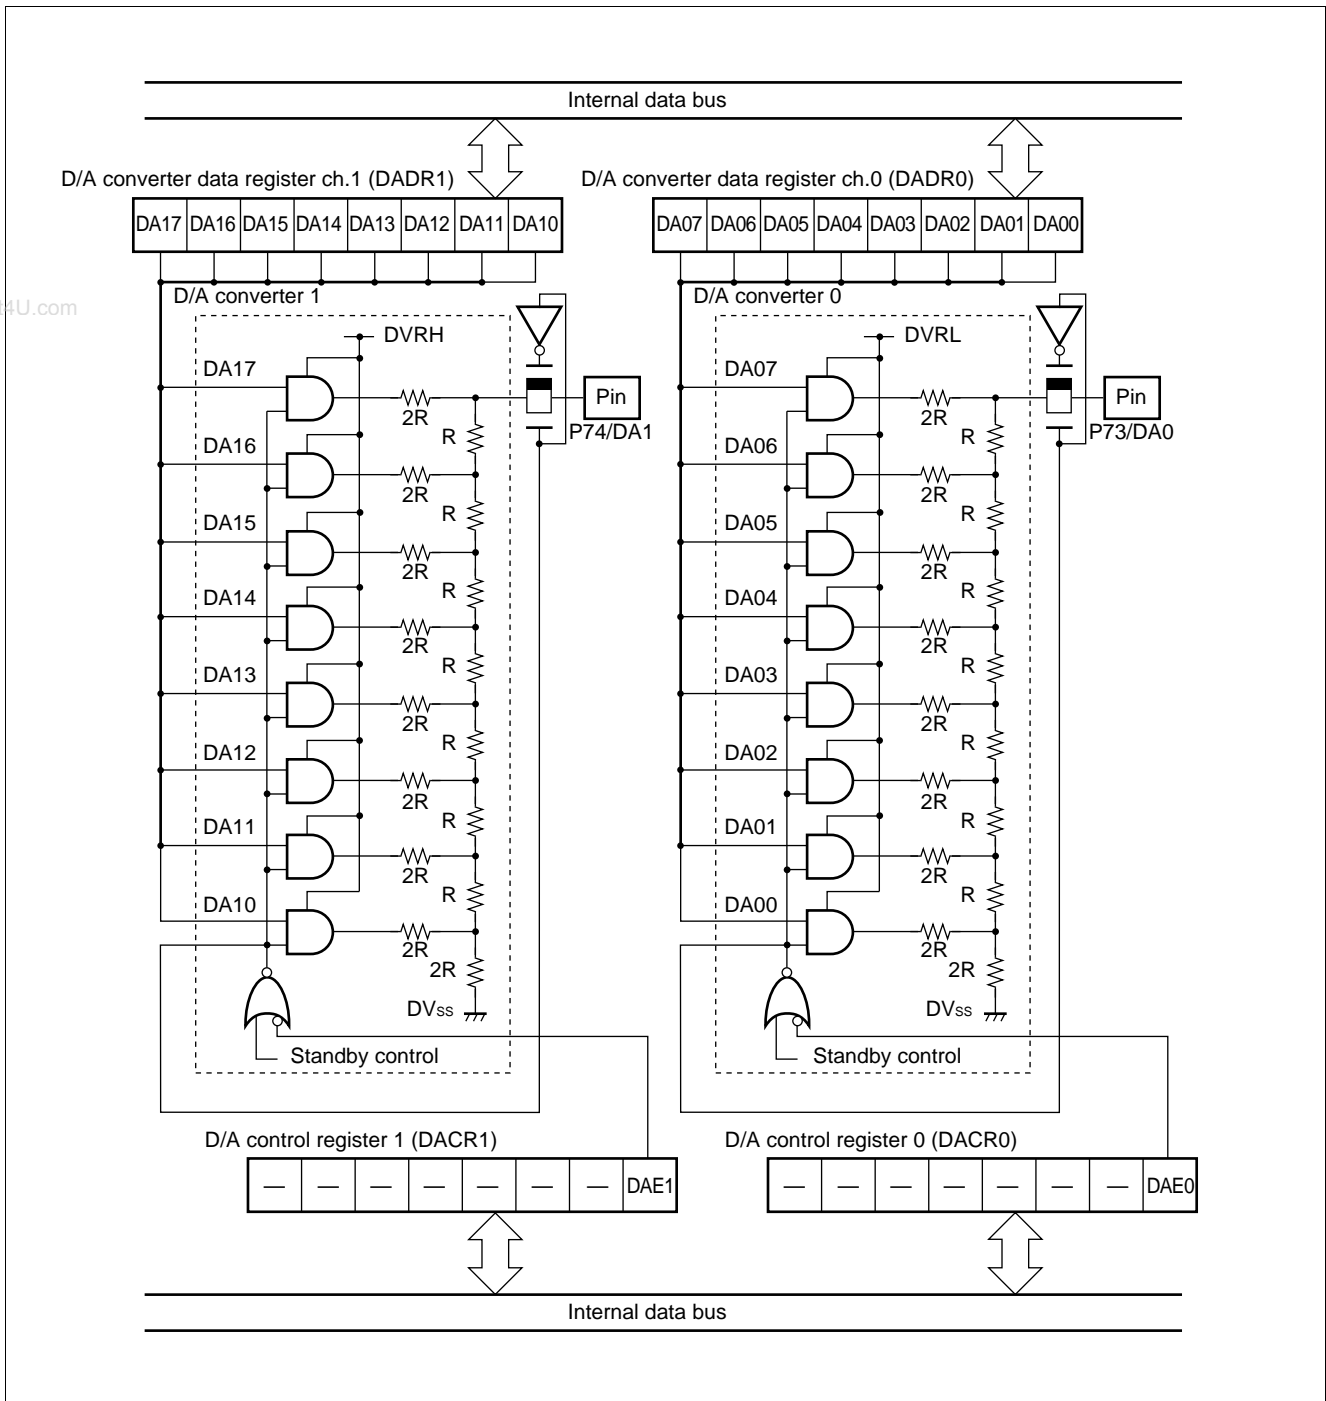 Internal data bus
D/A converter data register ch.1 (DADR1)
D/A converter data register ch.0 (DADR0)
DA17 DA16 DA15 DA14 DA13 DA12 DA11 DA10
DA07 DA06 DA05 DA04 DA03 DA02 DA01 DA00
t4U.com
D/A converter 1
DVRH
DA17
2R
R
Pin
P74/DA1
DA16
2R
R
DA15
2R
R
DA14
2R
R
DA13
2R
R
DA12
2R
R
DA11
2R
R
DA10
2R
2R
DVss
Standby control
D/A converter 0
DVRL
DA07
2R
R
Pin
P73/DA0
DA06
2R
R
DA05
2R
R
DA04
2R
R
DA03
2R
R
DA02
2R
R
DA01
2R
R
DA00
2R
2R
DVss
Standby control
D/A control register 1 (DACR1)
— — — — — — — DAE1
D/A control register 0 (DACR0)
— — — — — — — DAE0
Internal data bus